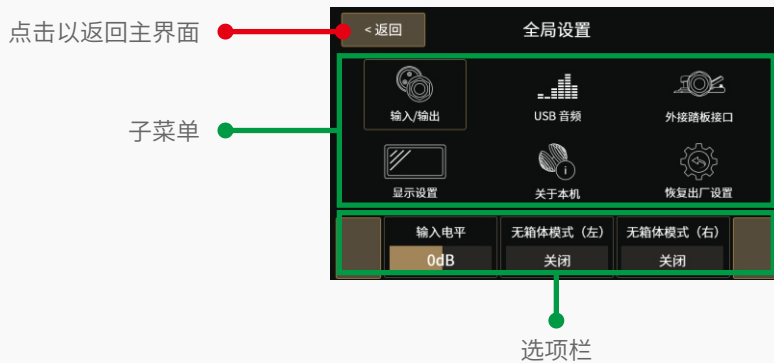 点击以返回主界面
< 返回
全局设置
子菜单
输入/输出
USB 音频
外接踏板接口
显示设置
关于本机
恢复出厂设置
输入电平
无箱体模式（左）
无箱体模式（右）
0dB
关闭
关闭
选项栏